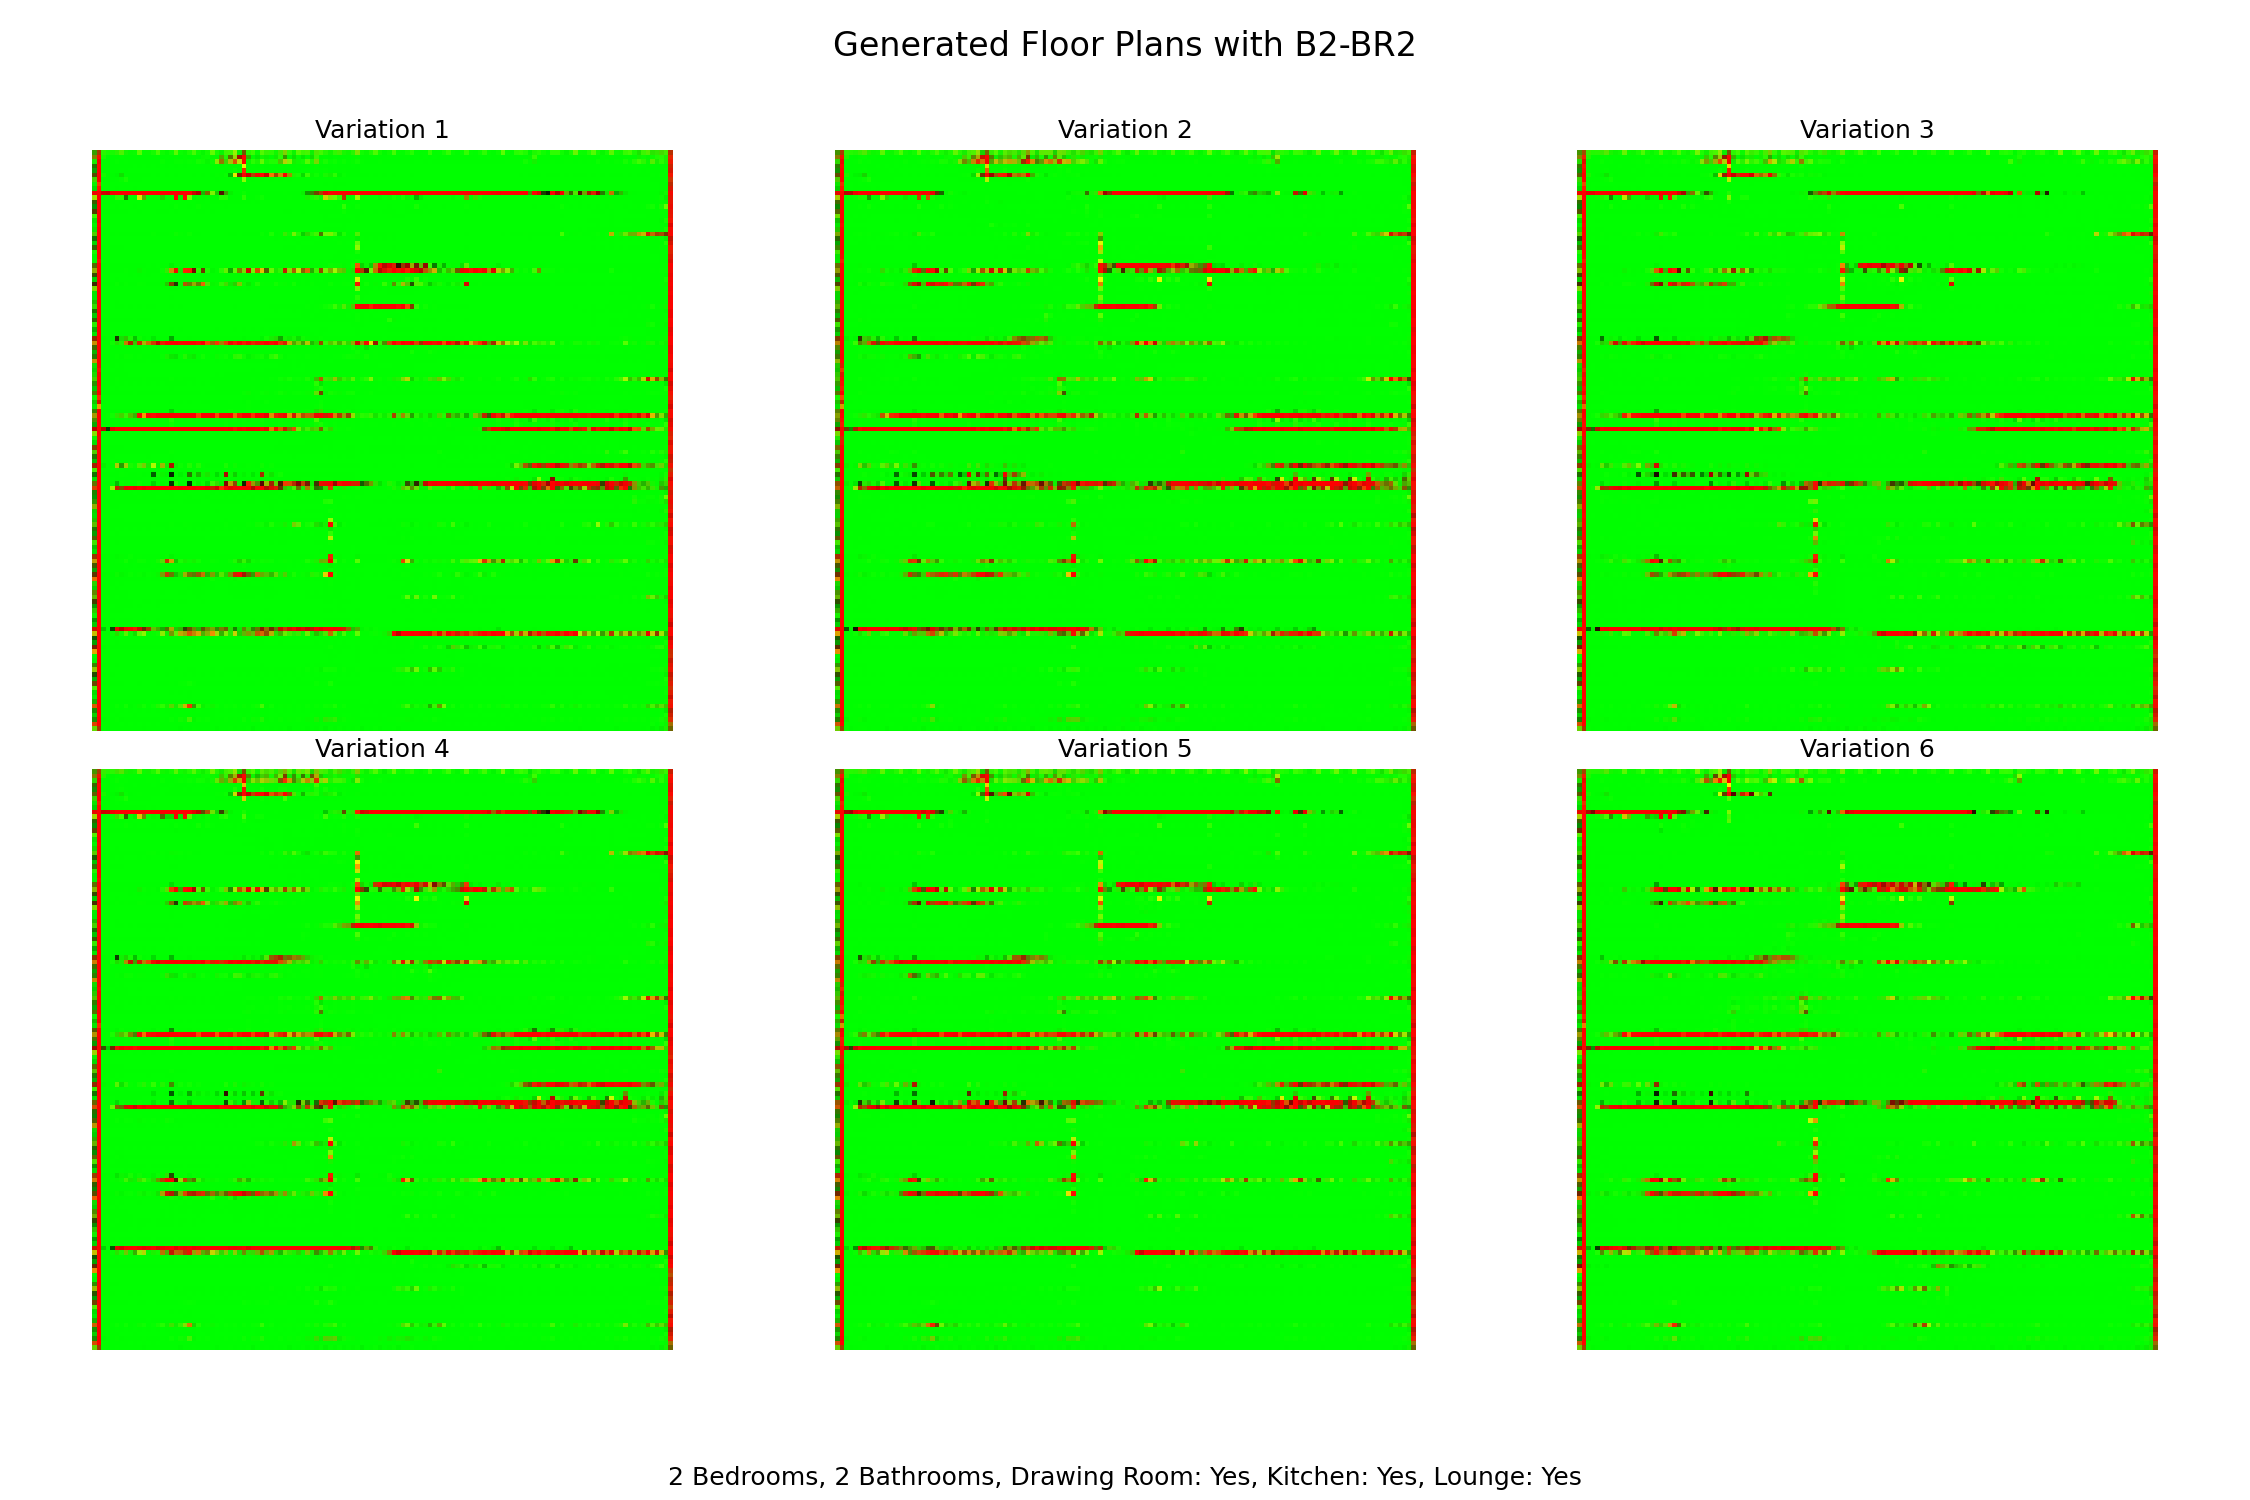 Generated Floor Plans with B2-BR2
Variation 1
Variation 2
Variation 3
Variation 4
Variation 5
Variation 6
2 Bedrooms, 2 Bathrooms, Drawing Room: Yes, Kitchen: Yes, Lounge: Yes